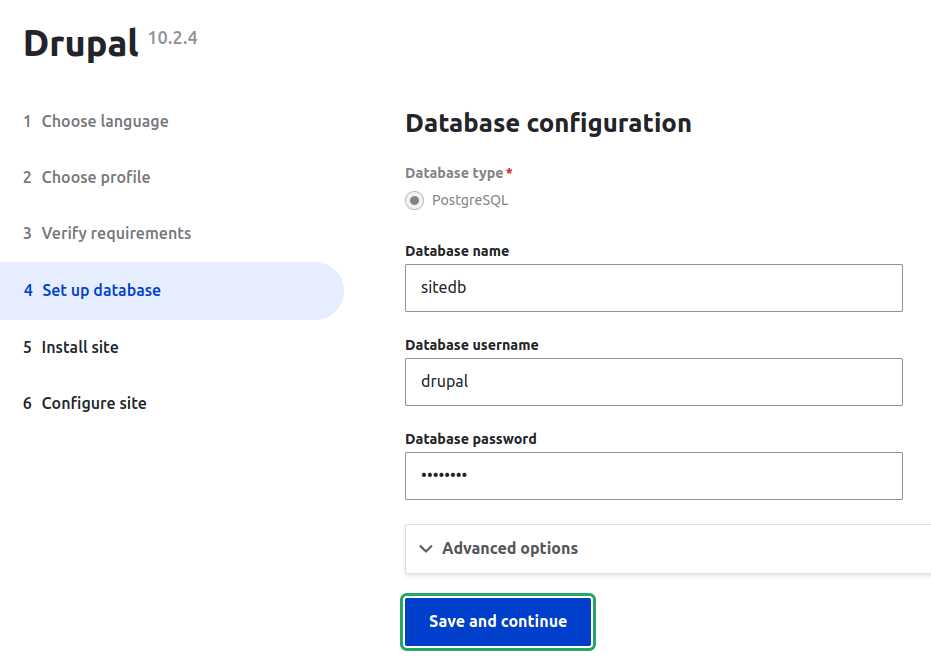 Drupal 10.2.4
1 Choose language
2 Choose profile
3 Verify requirements
4 Set up database
5 Install site
6 Configure site
Database configuration
Database type*
PostgreSQL
Database name
sitedb
Database username
drupal
Database password
••••••••
Advanced options
Save and continue